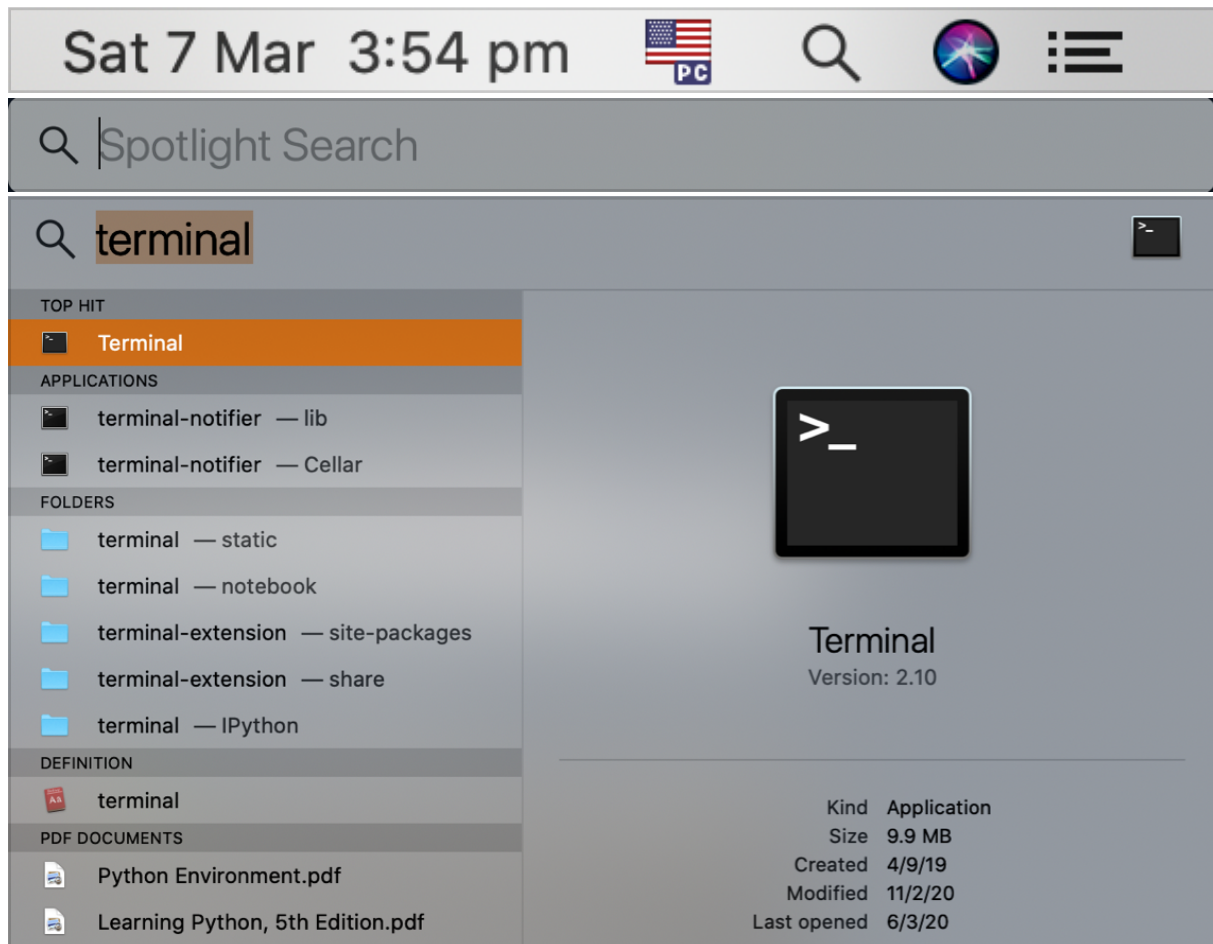 Sat 7 Mar 3:54 pm PC
Spotlight Search
terminal
TOP HIT
Terminal
APPLICATIONS
terminal-notifier — lib
terminal-notifier — Cellar
FOLDERS
terminal — static
terminal — notebook
terminal-extension — site-packages
terminal-extension — share
terminal — IPython
DEFINITION
terminal
PDF DOCUMENTS
Python Environment.pdf
Learning Python, 5th Edition.pdf
>_
Terminal
Version: 2.10
Kind Application
Size 9.9 MB
Created 4/9/19
Modified 11/2/20
Last opened 6/3/20